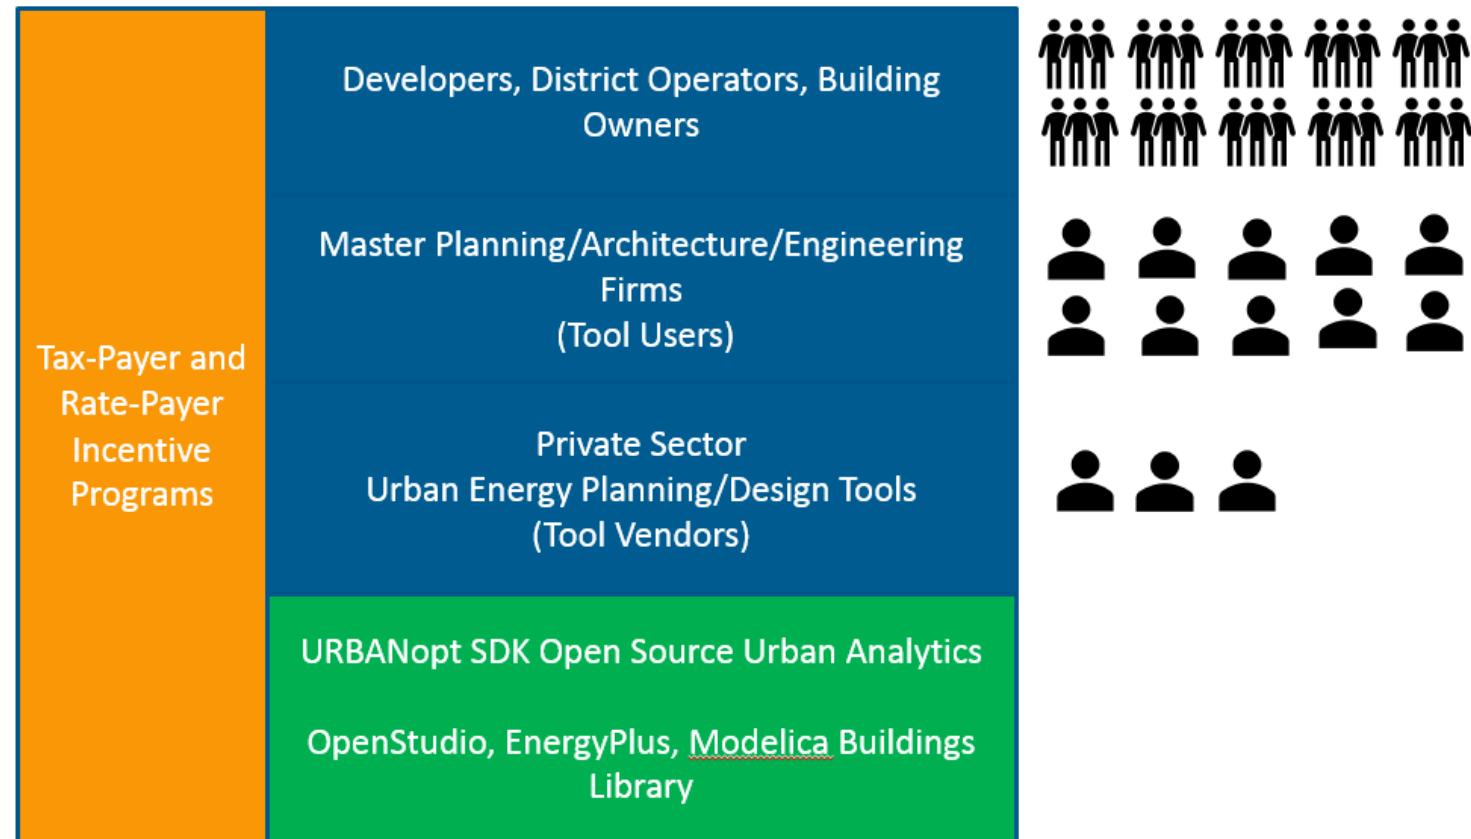 Tax-Payer and
Rate-Payer
Incentive
Programs
Developers, District Operators, Building
Owners
Master Planning/Architecture/Engineering
Firms
(Tool Users)
Private Sector
Urban Energy Planning/Design Tools
(Tool Vendors)
URBANopt SDK Open Source Urban Analytics
OpenStudio, EnergyPlus, Modelica Buildings
Library